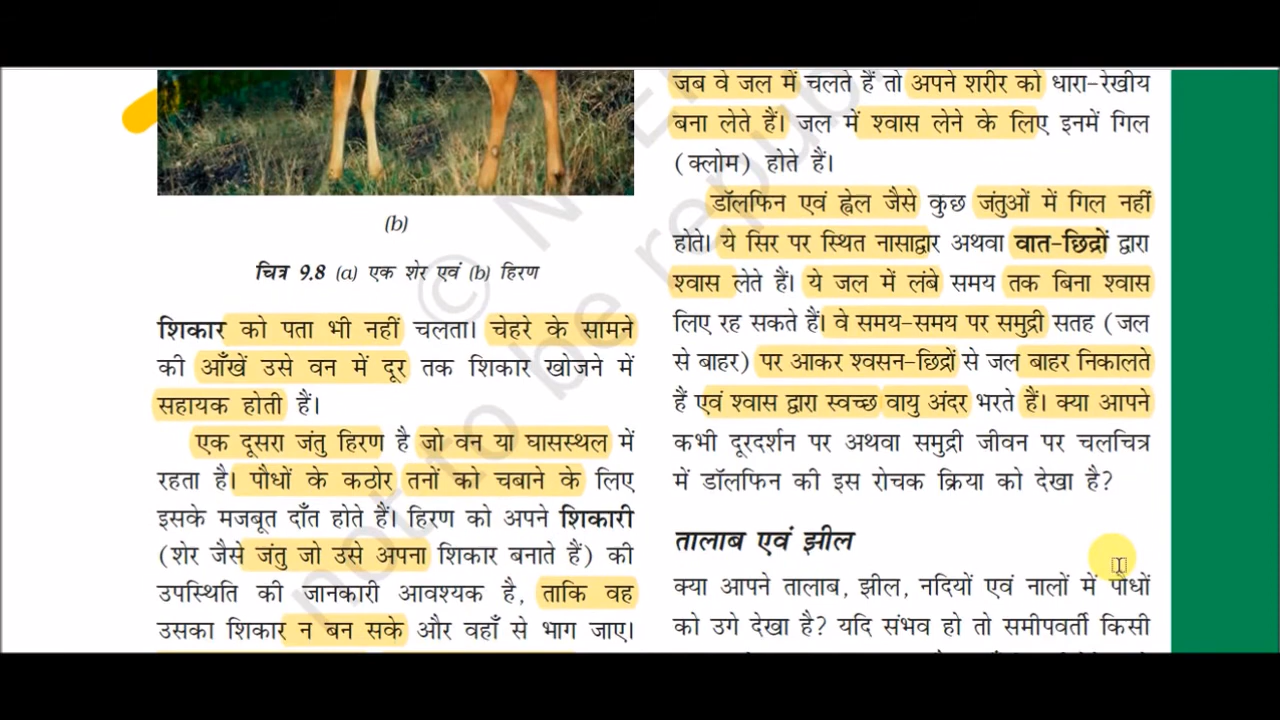 (b)
चित्र 9.8 (a) एक शेर एवं (b) हिरण
शिकार को पता भी नहीं चलता। चेहरे के सामने
की आँखें उसे वन में दूर तक शिकार खोजने में
सहायक होती हैं।
एक दूसरा जंतु हिरण है जो वन या घासस्थल में
रहता है। पौधों के कठोर तनों को चबाने के लिए
इसके मजबूत दाँत होते हैं। हिरण को अपने शिकारी
(शेर जैसे जंतु जो उसे अपना शिकार बनाते हैं) की
उपस्थिति की जानकारी आवश्यक है, ताकि वह
उसका शिकार न बन सके और वहाँ से भाग जाए।
जब वे जल में चलते हैं तो अपने शरीर को धारा-रेखीय
बना लेते हैं। जल में श्वास लेने के लिए इनमें गिल
(क्लोम) होते हैं।
डॉलफिन एवं ह्वेल जैसे कुछ जंतुओं में गिल नहीं
होते। ये सिर पर स्थित नासाद्वार अथवा वात-छिद्रों द्वारा
श्वास लेते हैं। ये जल में लंबे समय तक बिना श्वास
लिए रह सकते हैं। वे समय-समय पर समुद्री सतह (जल
से बाहर) पर आकर श्वसन-छिद्रों से जल बाहर निकालते
हैं एवं श्वास द्वारा स्वच्छ वायु अंदर भरते हैं। क्या आपने
कभी दूरदर्शन पर अथवा समुद्री जीवन पर चलचित्र
में डॉलफिन की इस रोचक क्रिया को देखा है?
तालाब एवं झील
क्या आपने तालाब, झील, नदियों एवं नालों में पौधों
को उगे देखा है? यदि संभव हो तो समीपवर्ती किसी
not to be repub